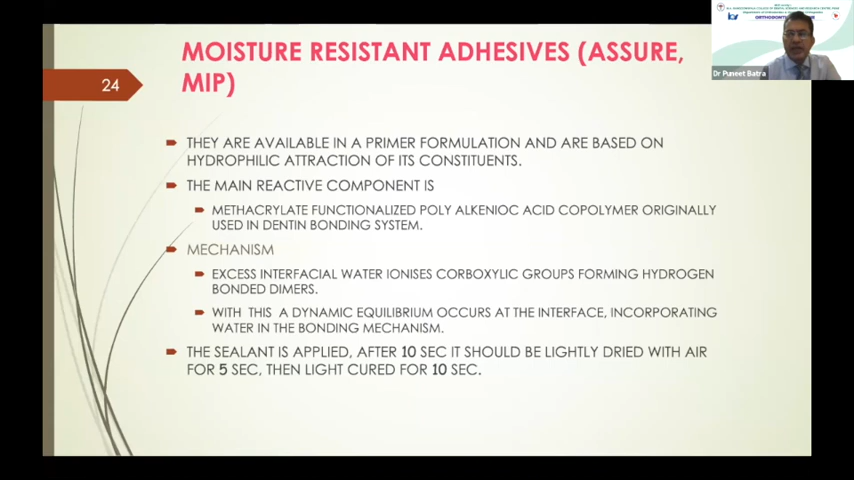 MOISTURE RESISTANT ADHESIVES (ASSURE,
MIP)
24
THEY ARE AVAILABLE IN A PRIMER FORMULATION AND ARE BASED ON
HYDROPHILIC ATTRACTION OF ITS CONSTITUENTS.
THE MAIN REACTIVE COMPONENT IS
METHACRYLATE FUNCTIONALIZED POLY ALKENIOC ACID COPOLYMER ORIGINALLY
USED IN DENTIN BONDING SYSTEM.
MECHANISM
EXCESS INTERFACIAL WATER IONISES CORBOXYLIC GROUPS FORMING HYDROGEN
BONDED DIMERS.
WITH THIS A DYNAMIC EQUILIBRIUM OCCURS AT THE INTERFACE, INCORPORATING
WATER IN THE BONDING MECHANISM.
THE SEALANT IS APPLIED, AFTER 10 SEC IT SHOULD BE LIGHTLY DRIED WITH AIR
FOR 5 SEC, THEN LIGHT CURED FOR 10 SEC.
Dr Puneet Batra